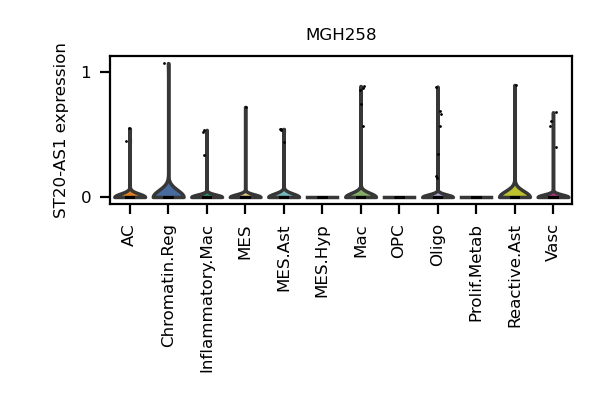 MGH258
ST20-AS1 expression
1
0
AC
Chromatin.Reg
Inflammatory.Mac
MES
MES.Ast
MES.Hyp
Mac
OPC
Oligo
Prolif.Metab
Reactive.Ast
Vasc